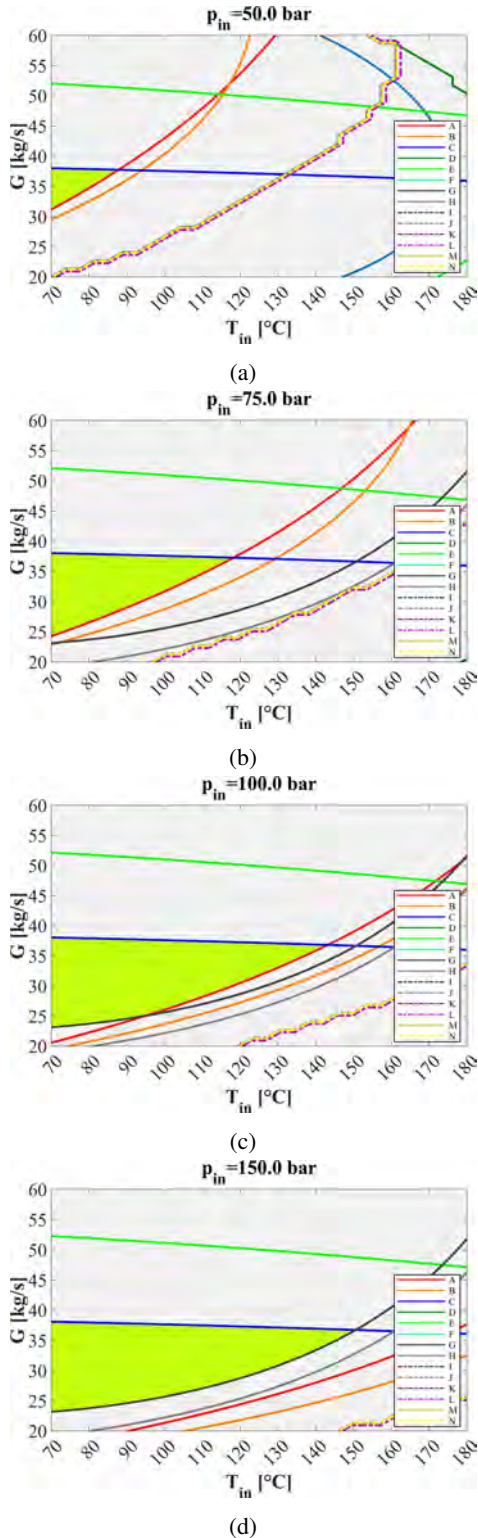 p_in=50.0 bar
60
55
50
45
40
35
30
25
20
G [kg/s]
A
B
C
D
E
F
G
H
I
J
K
L
M
N
70
80
90
100
110
120
130
140
150
160
170
180
T_in [°C]
(a)
p_in=75.0 bar
60
55
50
45
40
35
30
25
20
G [kg/s]
A
B
C
D
E
F
G
H
I
J
K
L
M
N
70
80
90
100
110
120
130
140
150
160
170
180
T_in [°C]
(b)
p_in=100.0 bar
60
55
50
45
40
35
30
25
20
G [kg/s]
A
B
C
D
E
F
G
H
I
J
K
L
M
N
70
80
90
100
110
120
130
140
150
160
170
180
T_in [°C]
(c)
p_in=150.0 bar
60
55
50
45
40
35
30
25
20
G [kg/s]
A
B
C
D
E
F
G
H
I
J
K
L
M
N
70
80
90
100
110
120
130
140
150
160
170
180
T_in [°C]
(d)